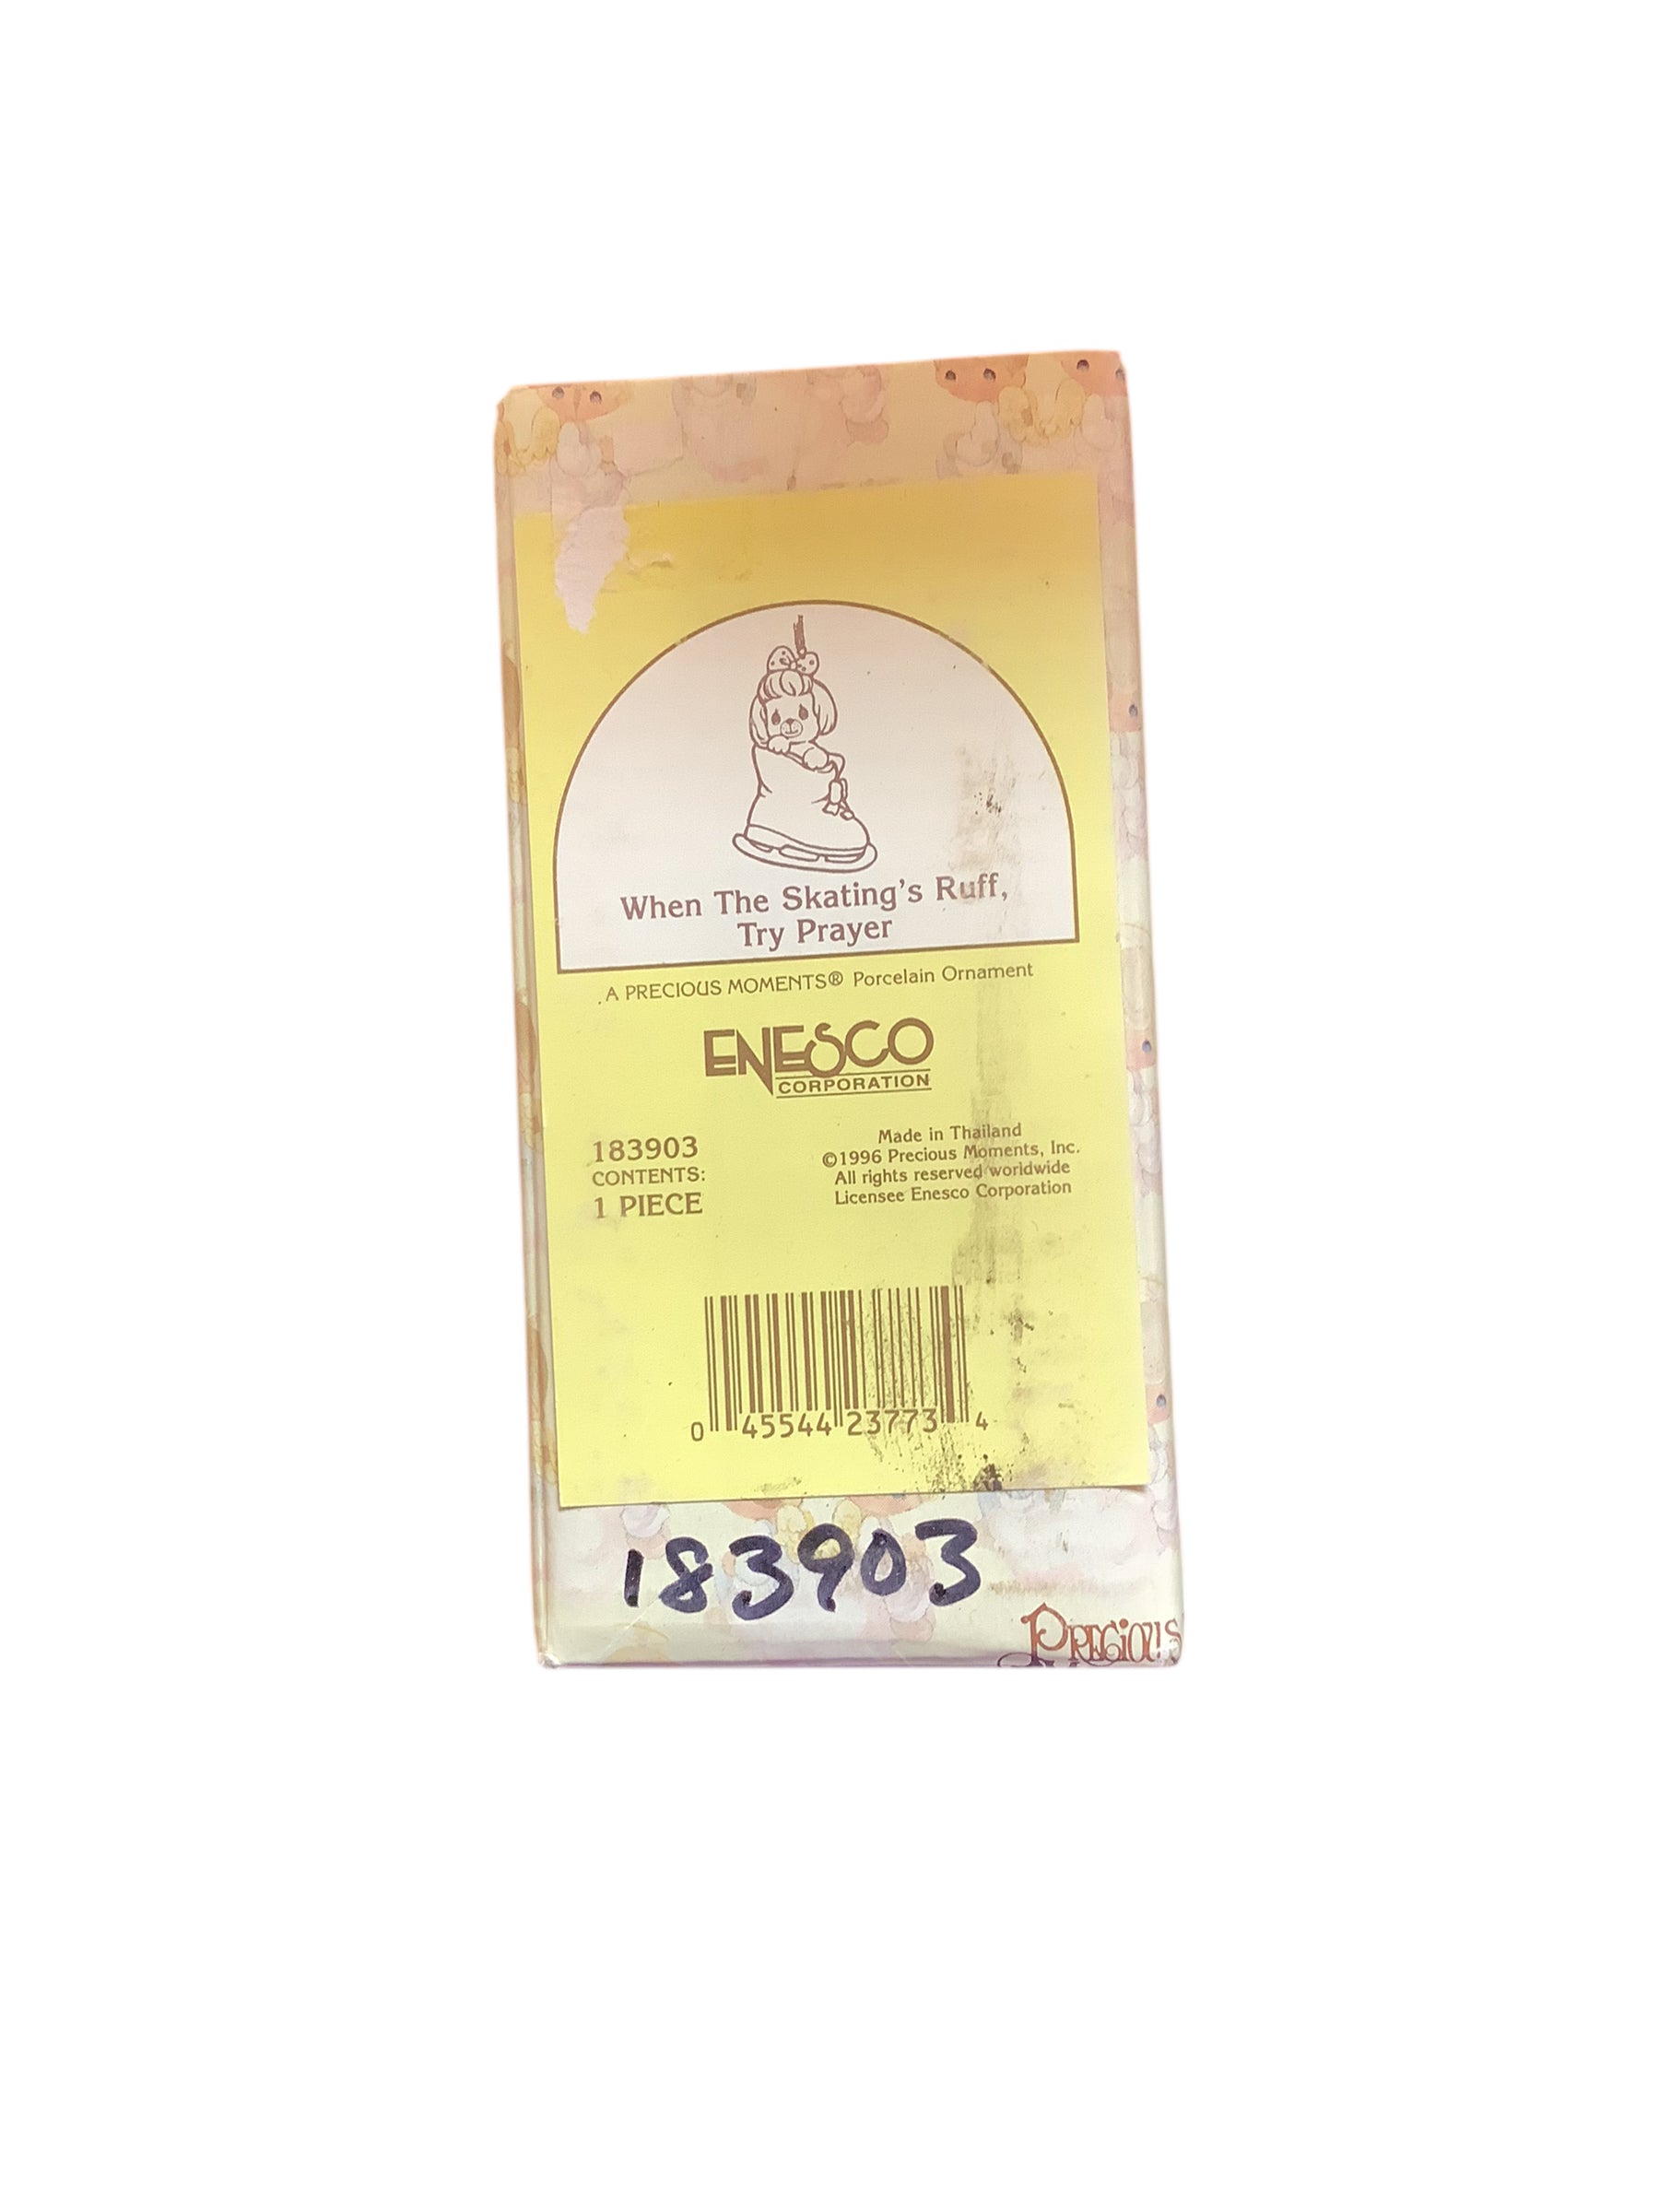 When The Skating's Ruff,
Try Prayer
A PRECIOUS MOMENTS® Porcelain Ornament
ENESCO
CORPORATION
183903
CONTENTS:
1 PIECE
Made in Thailand
©1996 Precious Moments, Inc.
All rights reserved worldwide
Licensee Enesco Corporation
0 45544 23773 4
183903
PRECIOUS